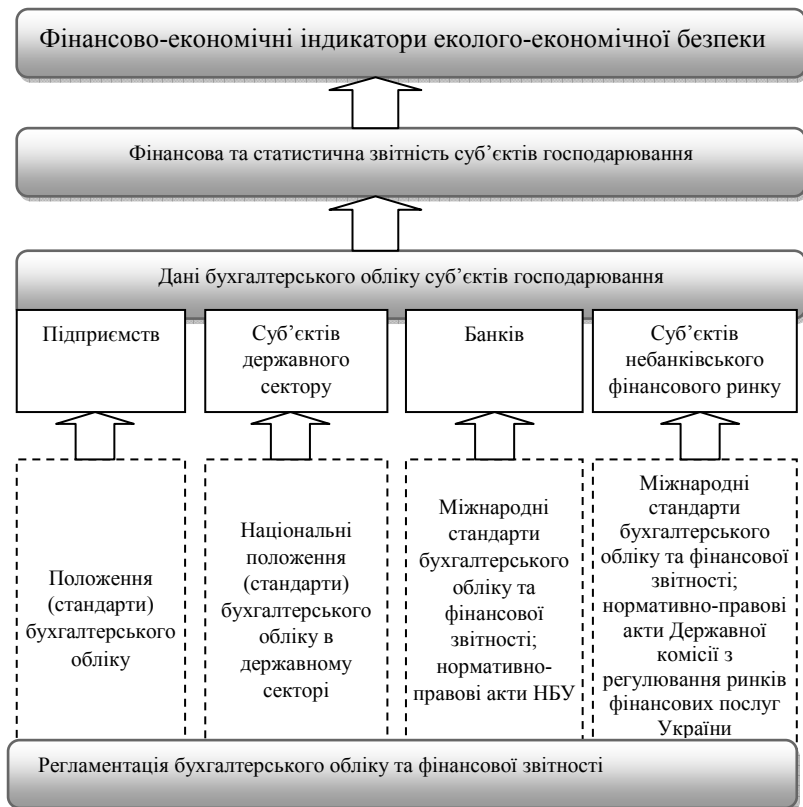 Фінансово-економічні індикатори еколого-економічної безпеки
Фінансова та статистична звітність суб’єктів господарювання
Дані бухгалтерського обліку суб’єктів господарювання
Підприємств
Суб’єктів
державного
сектору
Банків
Суб’єктів
небанківського
фінансового ринку
Положення
(стандарти)
бухгалтерського
обліку
Національні
положення
(стандарти)
бухгалтерського
обліку в
державному
секторі
Міжнародні
стандарти
бухгалтерського
обліку та
фінансової
звітності;
нормативно-
правові акти НБУ
Міжнародні
стандарти
бухгалтерського
обліку та фінансової
звітності;
нормативно-правові
акти Державної
комісії з
регулювання ринків
фінансових послуг
України
Регламентація бухгалтерського обліку та фінансової звітності